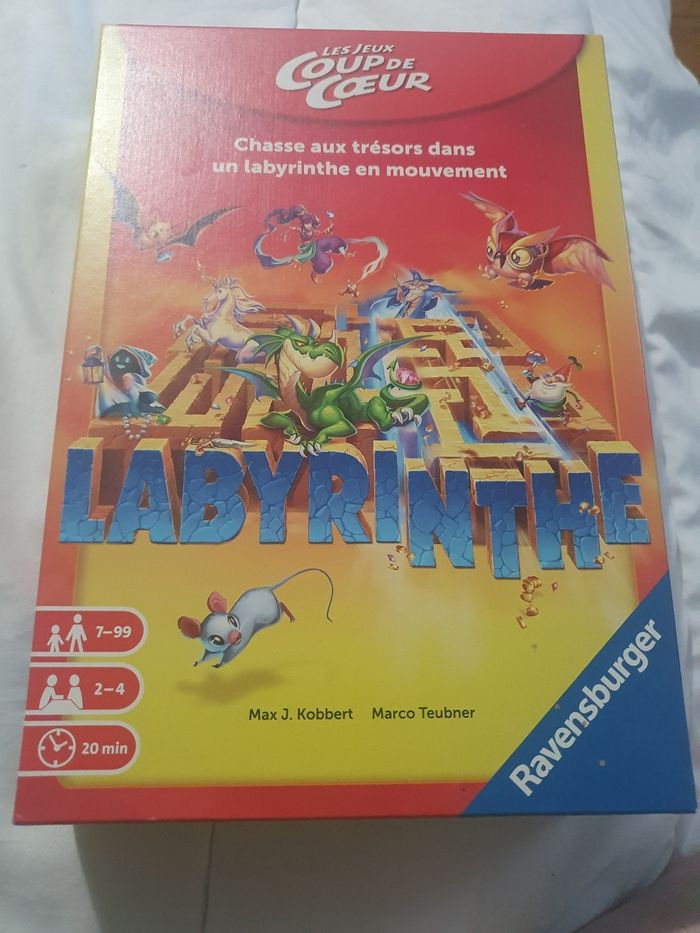 LES JEUX
COUP DE
CŒUR
Chasse aux trésors dans
un labyrinthe en mouvement
LABYRINTHE
7–99
2–4
20 min
Max J. Kobbert Marco Teubner
Ravensburger